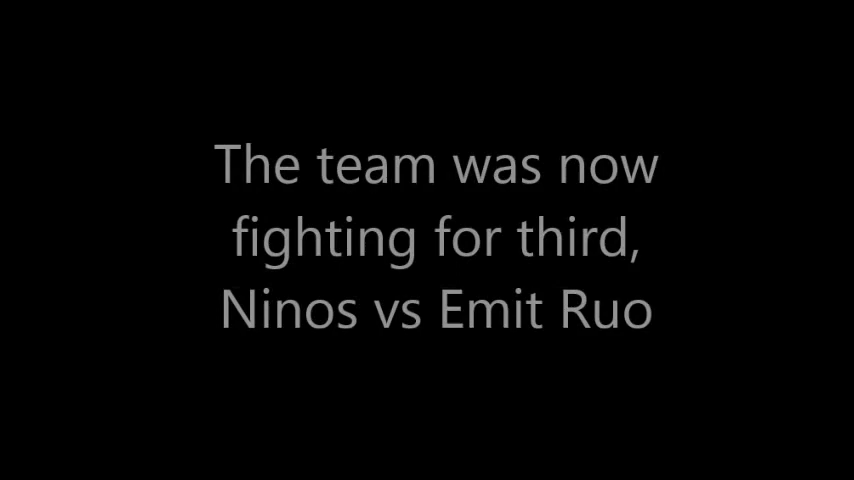 The team was now
fighting for third,
Ninos vs Emit Ruo